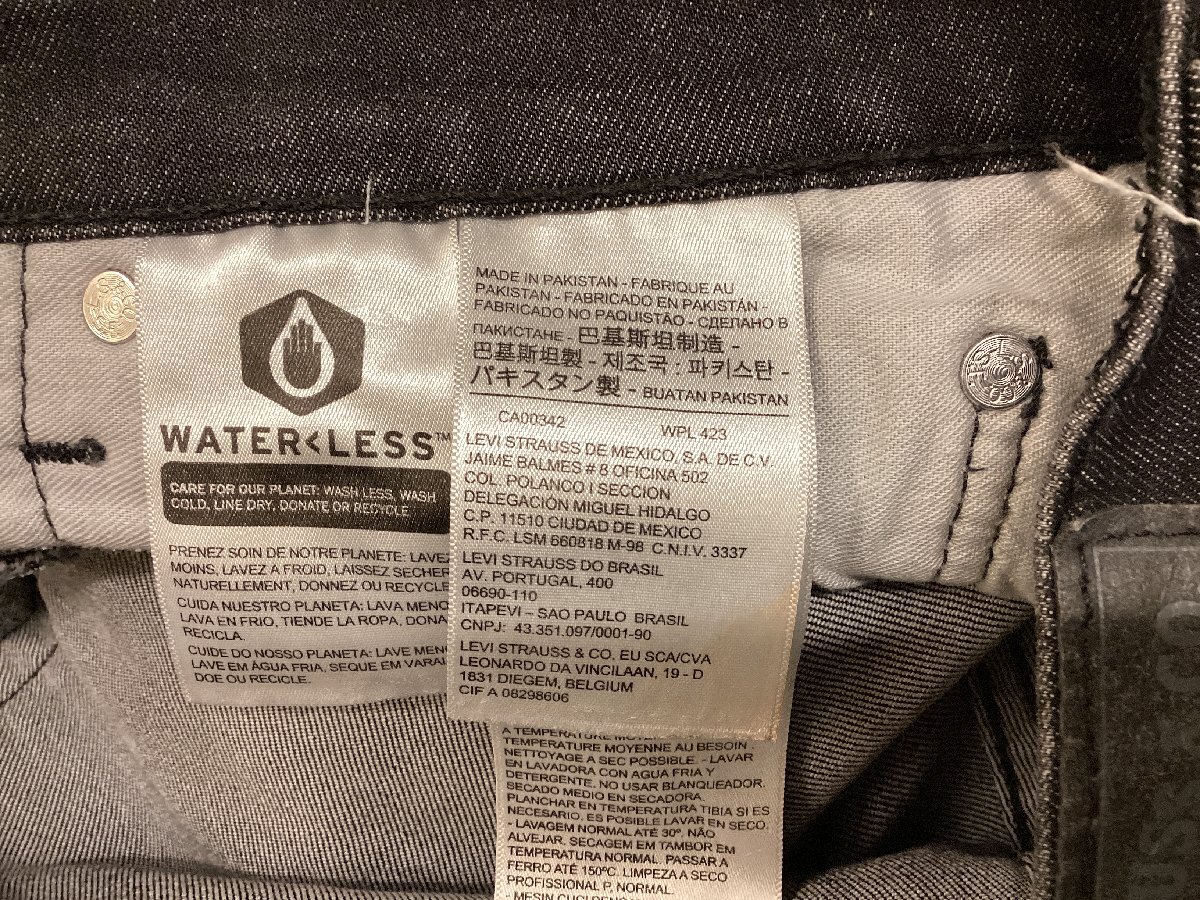 WATER<LESS™
CARE FOR OUR PLANET: WASH LESS, WASH
COLD, LINE DRY, DONATE OR RECYCLE
PRENEZ SOIN DE NOTRE PLANETE: LAVEZ
MOINS, LAVEZ A FROID, LAISSEZ SECHER
NATURELLEMENT, DONNEZ OU RECYCLE
CUIDA NUESTRO PLANETA: LAVA MENO
LAVA EN FRIO, TIENDE LA ROPA, DONA
RECICLA.
CUIDE DO NOSSO PLANETA: LAVE MEN
LAVE EM ÁGUA FRIA, SEQUE EM VARAL
DOE OU RECICLE.
MADE IN PAKISTAN - FABRIQUE AU
PAKISTAN - FABRICADO EN PAKISTÁN -
FABRICADO NO PAQUISTÃO - СДЕЛАНО В
ПАКИСТАНЕ - 巴基斯坦制造 -
巴基斯坦製 - 제조국 : 파키스탄 -
パキスタン製 - BUATAN PAKISTAN
CA00342 WPL 423
LEVI STRAUSS DE MEXICO, S.A. DE C.V.
JAIME BALMES # 8 OFICINA 502
COL. POLANCO I SECCION
DELEGACIÓN MIGUEL HIDALGO
C.P. 11510 CIUDAD DE MEXICO
R.F.C. LSM 660818 M-98 C.N.I.V. 3337
LEVI STRAUSS DO BRASIL
AV. PORTUGAL, 400
06690-110
ITAPEVI – SAO PAULO BRASIL
CNPJ: 43.351.097/0001-90
LEVI STRAUSS & CO. EU SCA/CVA
LEONARDO DA VINCILAAN, 19 - D
1831 DIEGEM, BELGIUM
CIF A 08298606
A TEMPERATURE
TEMPERATURE MOYENNE AU BESOIN .
NETTOYAGE A SEC POSSIBLE. - LAVAR
EN LAVADORA CON AGUA FRIA Y
DETERGENTE. NO USAR BLANQUEADOR.
SECADO MEDIO EN SECADORA.
PLANCHAR EN TEMPERATURA TIBIA SI ES
NECESARIO. ES POSIBLE LAVAR EN SECO.
- LAVAGEM NORMAL ATÉ 30º. NÃO
ALVEJAR. SECAGEM EM TAMBOR EM
TEMPERATURA NORMAL. PASSAR A
FERRO ATÉ 150ºC. LIMPEZA A SECO
PROFISSIONAL P. NORMAL.
- MESIN